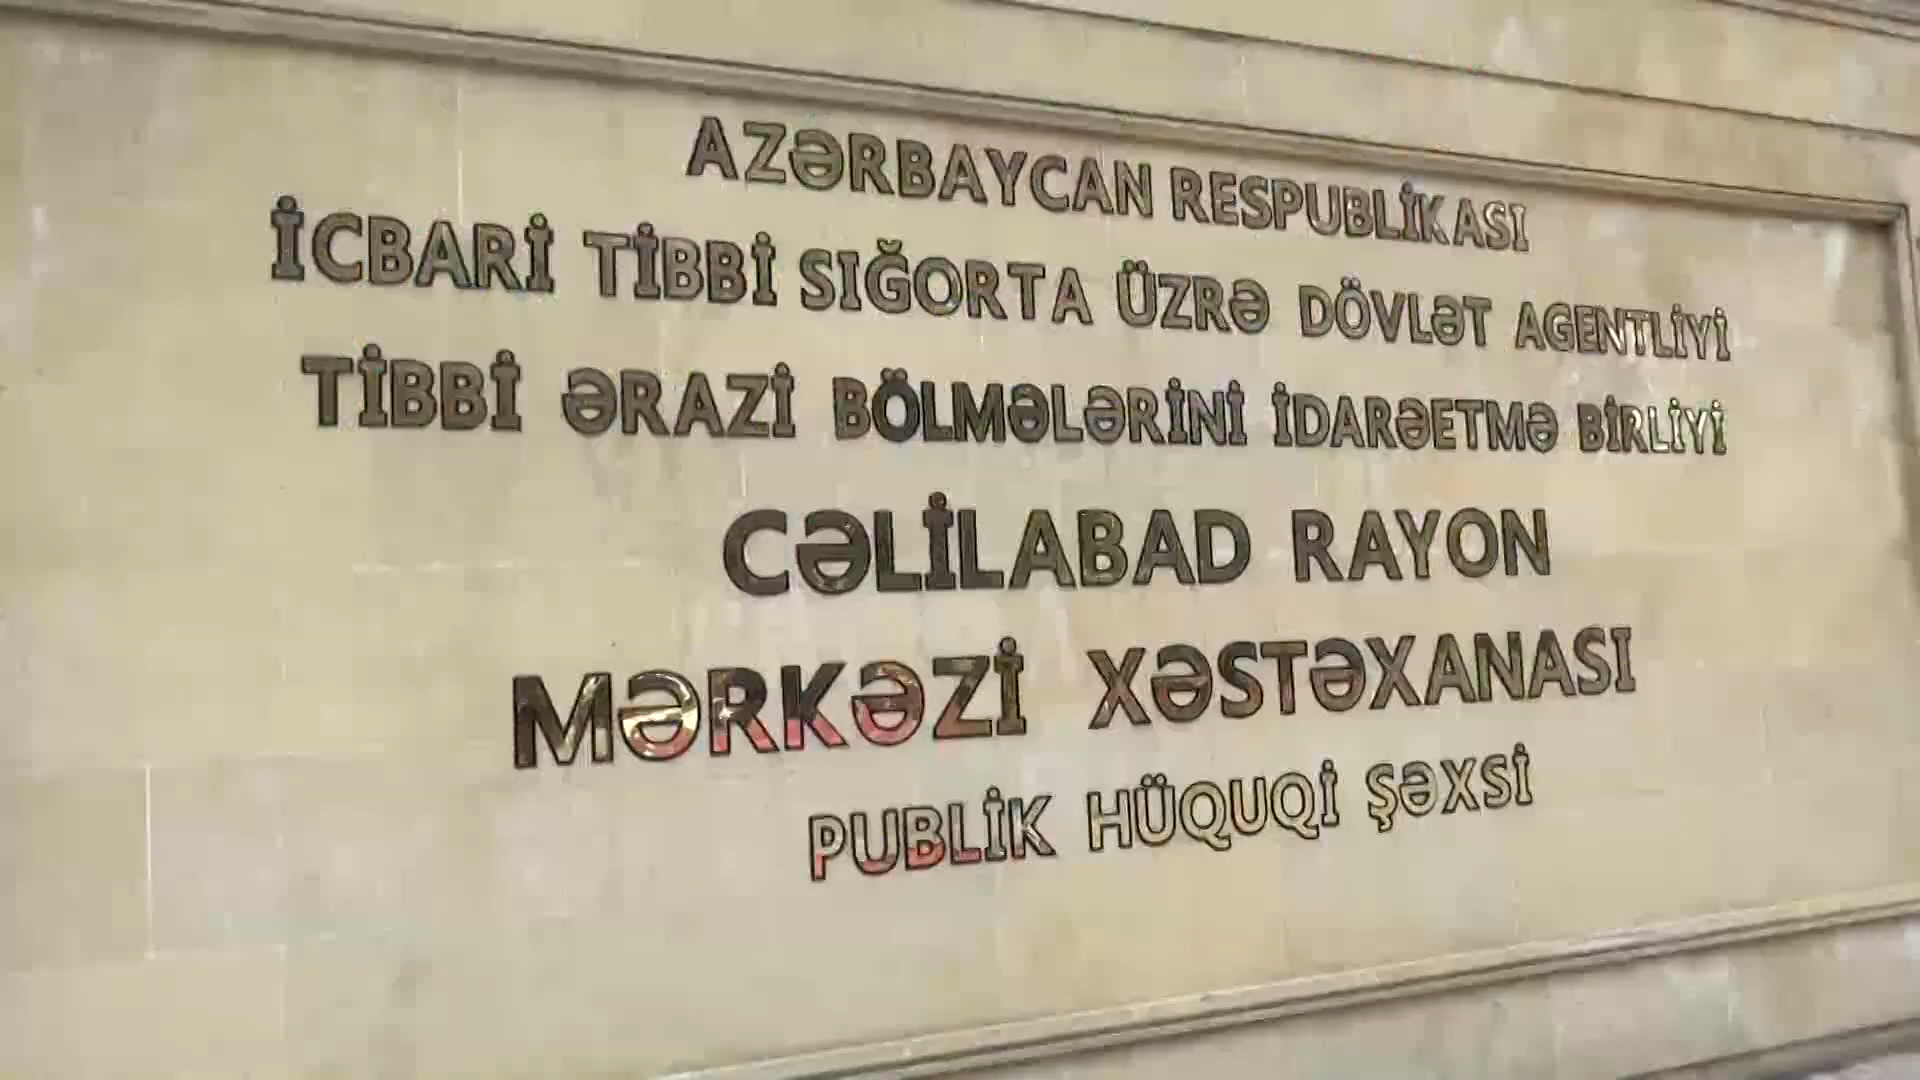 AZƏRBAYCAN RESPUBLİKASI
İCBARİ TİBBİ SIĞORTA ÜZRƏ DÖVLƏT AGENTLİYİ
TİBBİ ƏRAZİ BÖLMƏLƏRİNİ İDARƏETMƏ BİRLİYİ
CƏLİLABAD RAYON
MƏRKƏZİ XƏSTƏXANASI
PUBLİK HÜQUQİ ŞƏXSİ